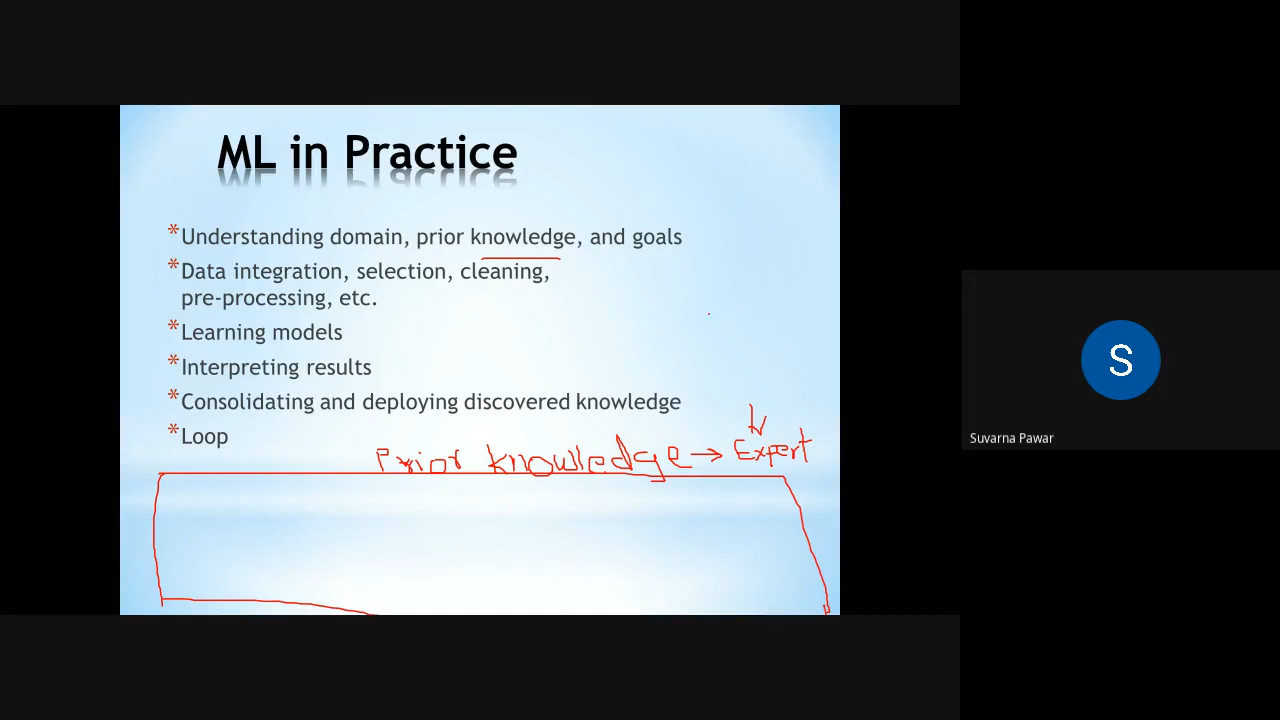 ML in Practice
*Understanding domain, prior knowledge, and goals
*Data integration, selection, cleaning,
pre-processing, etc.
*Learning models
*Interpreting results
*Consolidating and deploying discovered knowledge
*Loop
Prior knowledge → Expert
S
Suvarna Pawar